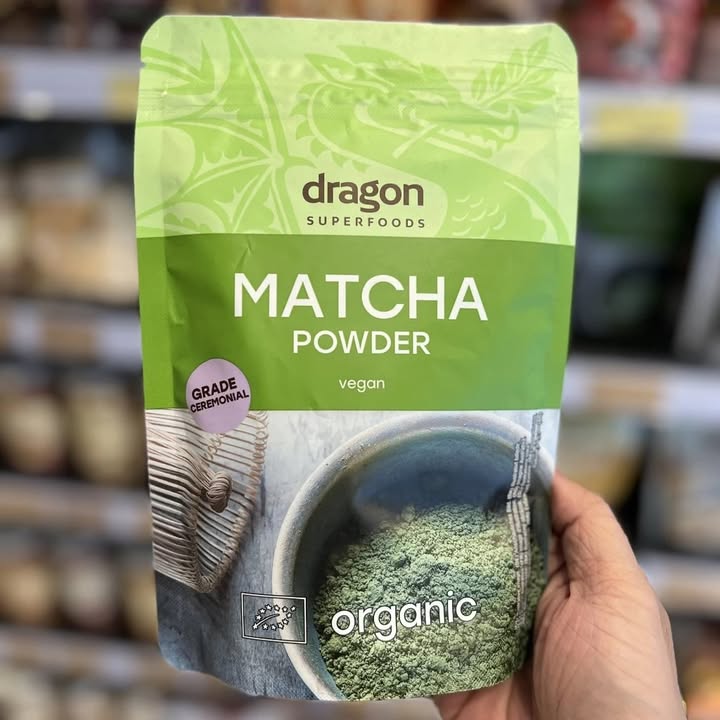 dragon
SUPERFOODS
MATCHA
POWDER
vegan
GRADE
CEREMONIAL
organic